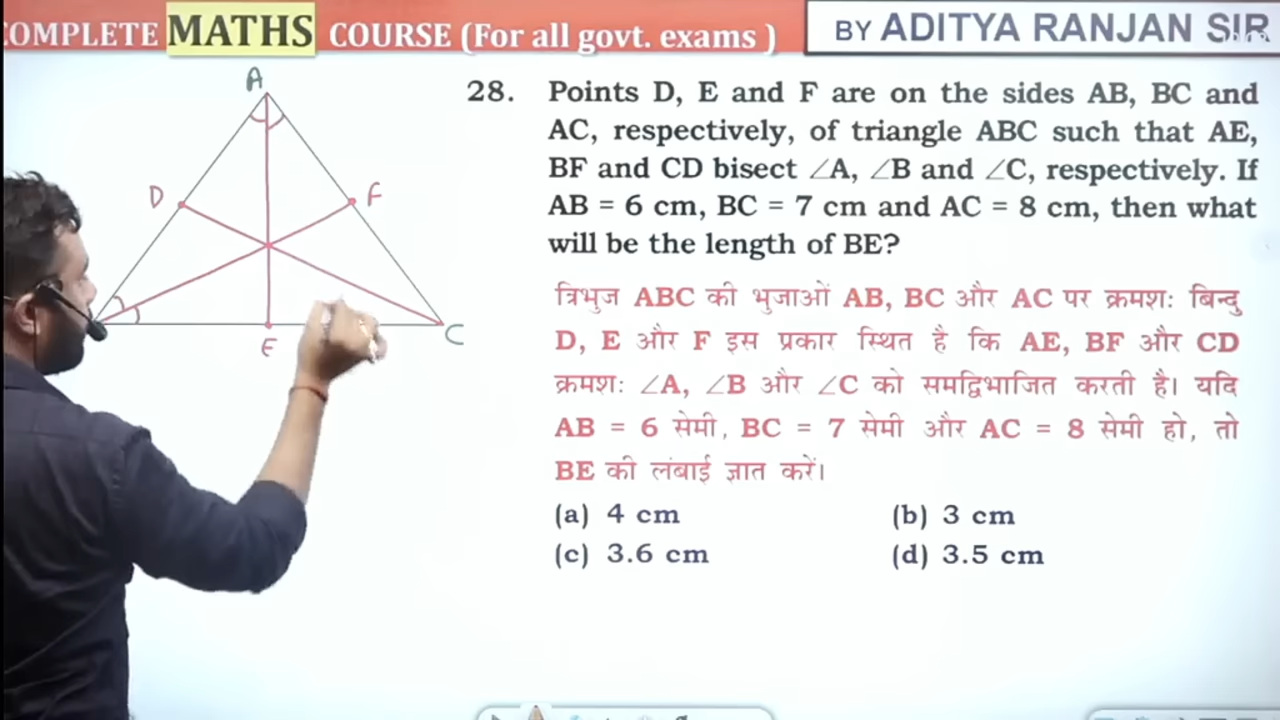 COMPLETE MATHS COURSE (For all govt. exams )
BY ADITYA RANJAN SIR
A
D
F
E
C
28. Points D, E and F are on the sides AB, BC and
AC, respectively, of triangle ABC such that AE,
BF and CD bisect ∠A, ∠B and ∠C, respectively. If
AB = 6 cm, BC = 7 cm and AC = 8 cm, then what
will be the length of BE?
त्रिभुज ABC की भुजाओं AB, BC और AC पर क्रमशः बिन्दु
D, E और F इस प्रकार स्थित है कि AE, BF और CD
क्रमशः ∠A, ∠B और ∠C को समद्विभाजित करती है। यदि
AB = 6 सेमी, BC = 7 सेमी और AC = 8 सेमी हो, तो
BE की लंबाई ज्ञात करें।
(a) 4 cm (b) 3 cm
(c) 3.6 cm (d) 3.5 cm